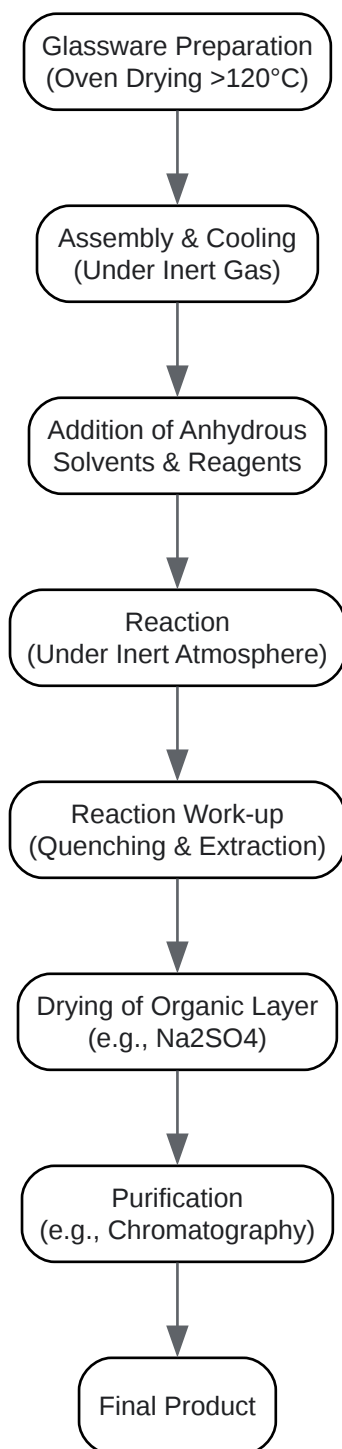 Glassware Preparation
(Oven Drying >120°C)
Assembly & Cooling
(Under Inert Gas)
Addition of Anhydrous
Solvents & Reagents
Reaction
(Under Inert Atmosphere)
Reaction Work-up
(Quenching & Extraction)
Drying of Organic Layer
(e.g., Na2SO4)
Purification
(e.g., Chromatography)
Final Product